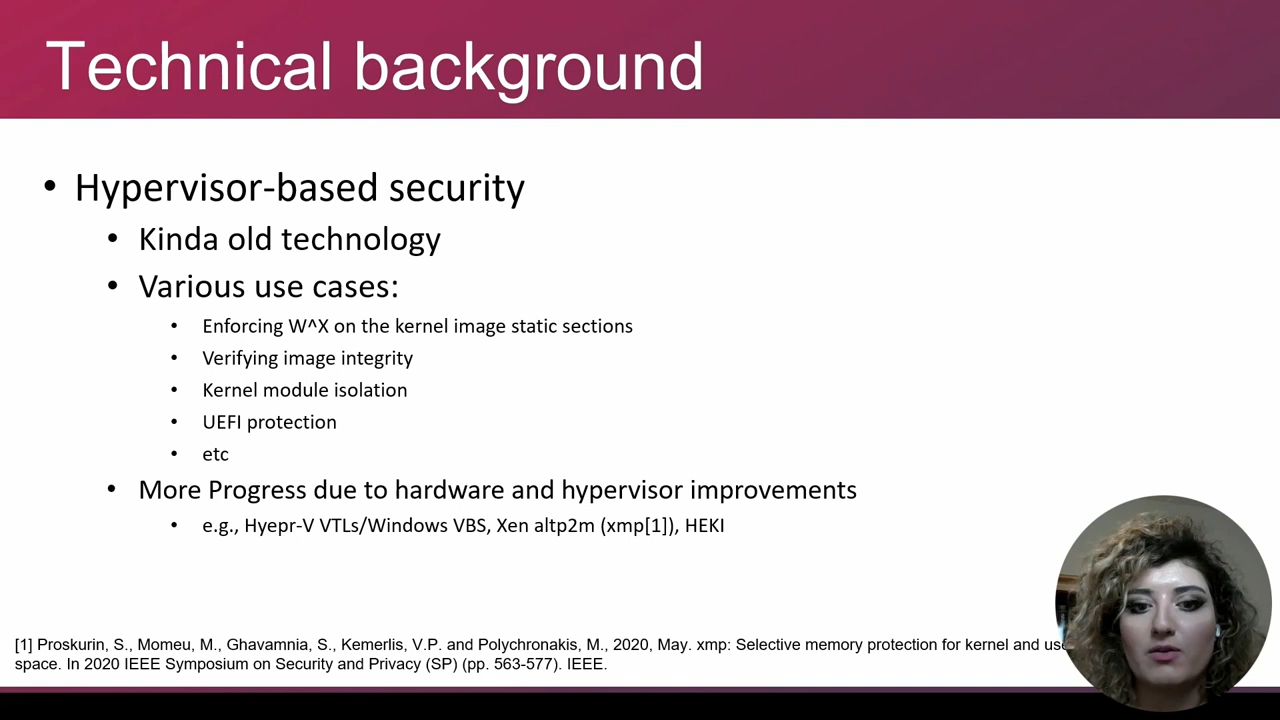 Technical background
• Hypervisor-based security
• Kinda old technology
• Various use cases:
• Enforcing W^X on the kernel image static sections
• Verifying image integrity
• Kernel module isolation
• UEFI protection
• etc
• More Progress due to hardware and hypervisor improvements
• e.g., Hyepr-V VTLs/Windows VBS, Xen altp2m (xmp[1]), HEKI
[1] Proskurin, S., Momeu, M., Ghavamnia, S., Kemerlis, V.P. and Polychronakis, M., 2020, May. xmp: Selective memory protection for kernel and
space. In 2020 IEEE Symposium on Security and Privacy (SP) (pp. 563-577). IEEE.